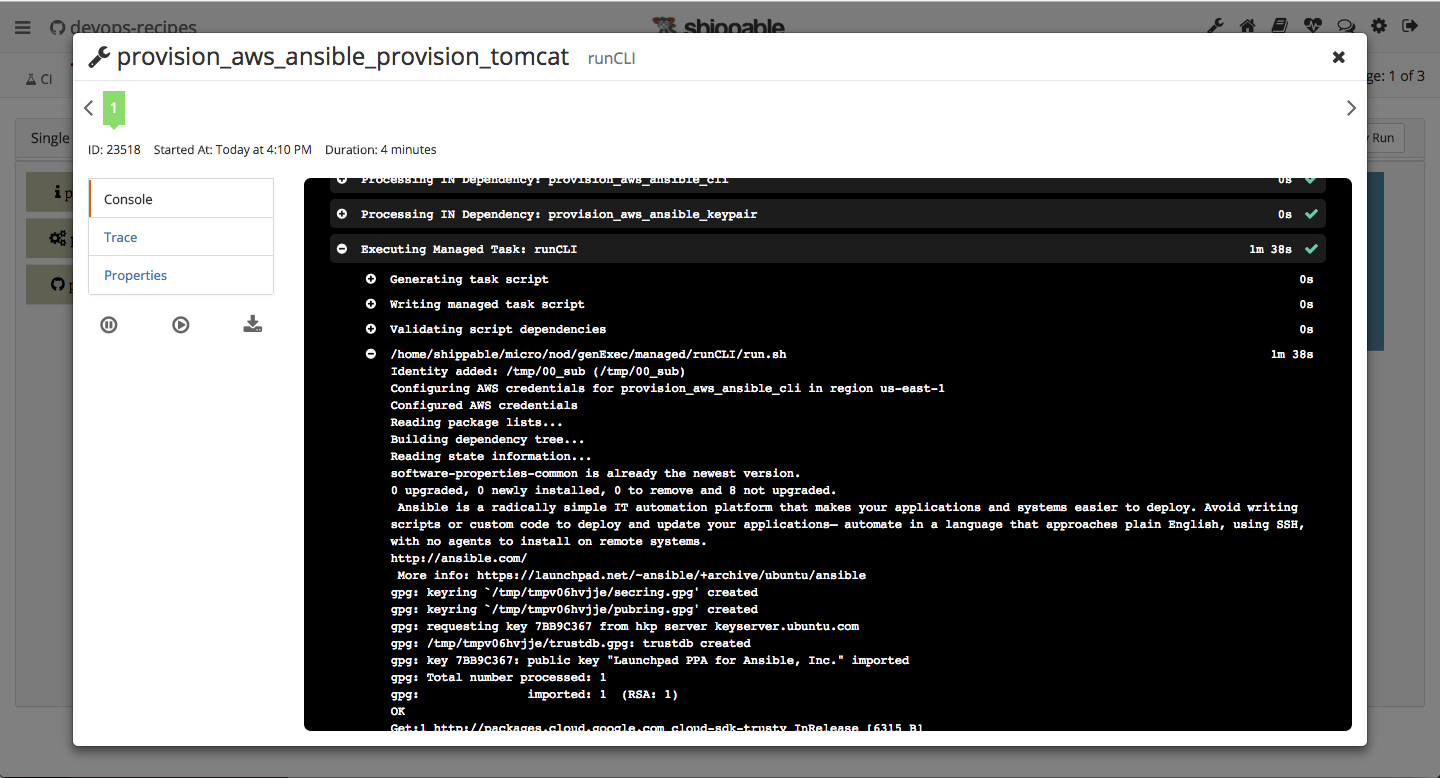 devops-recipes
shippable
provision_aws_ansible_provision_tomcat runCLI
CI
ge: 1 of 3
1
Single
Run
ID: 23518 Started At: Today at 4:10 PM Duration: 4 minutes
Console
Trace
Properties
Processing IN Dependency: provision_aws_ansible_cli 0s
Processing IN Dependency: provision_aws_ansible_keypair 0s
Executing Managed Task: runCLI 1m 38s
Generating task script 0s
Writing managed task script 0s
Validating script dependencies 0s
/home/shippable/micro/nod/genExec/managed/runCLI/run.sh 1m 38s
Identity added: /tmp/00_sub (/tmp/00_sub)
Configuring AWS credentials for provision_aws_ansible_cli in region us-east-1
Configured AWS credentials
Reading package lists...
Building dependency tree...
Reading state information...
software-properties-common is already the newest version.
0 upgraded, 0 newly installed, 0 to remove and 8 not upgraded.
Ansible is a radically simple IT automation platform that makes your applications and systems easier to deploy. Avoid writing
scripts or custom code to deploy and update your applications— automate in a language that approaches plain English, using SSH,
with no agents to install on remote systems.
http://ansible.com/
More info: https://launchpad.net/~ansible/+archive/ubuntu/ansible
gpg: keyring `/tmp/tmpv06hvjje/secring.gpg' created
gpg: keyring `/tmp/tmpv06hvjje/pubring.gpg' created
gpg: requesting key 7BB9C367 from hkp server keyserver.ubuntu.com
gpg: /tmp/tmpv06hvjje/trustdb.gpg: trustdb created
gpg: key 7BB9C367: public key "Launchpad PPA for Ansible, Inc." imported
gpg: Total number processed: 1
gpg: imported: 1 (RSA: 1)
OK
Get:1 http://packages.cloud.google.com cloud-sdk-trusty InRelease [6315 B]